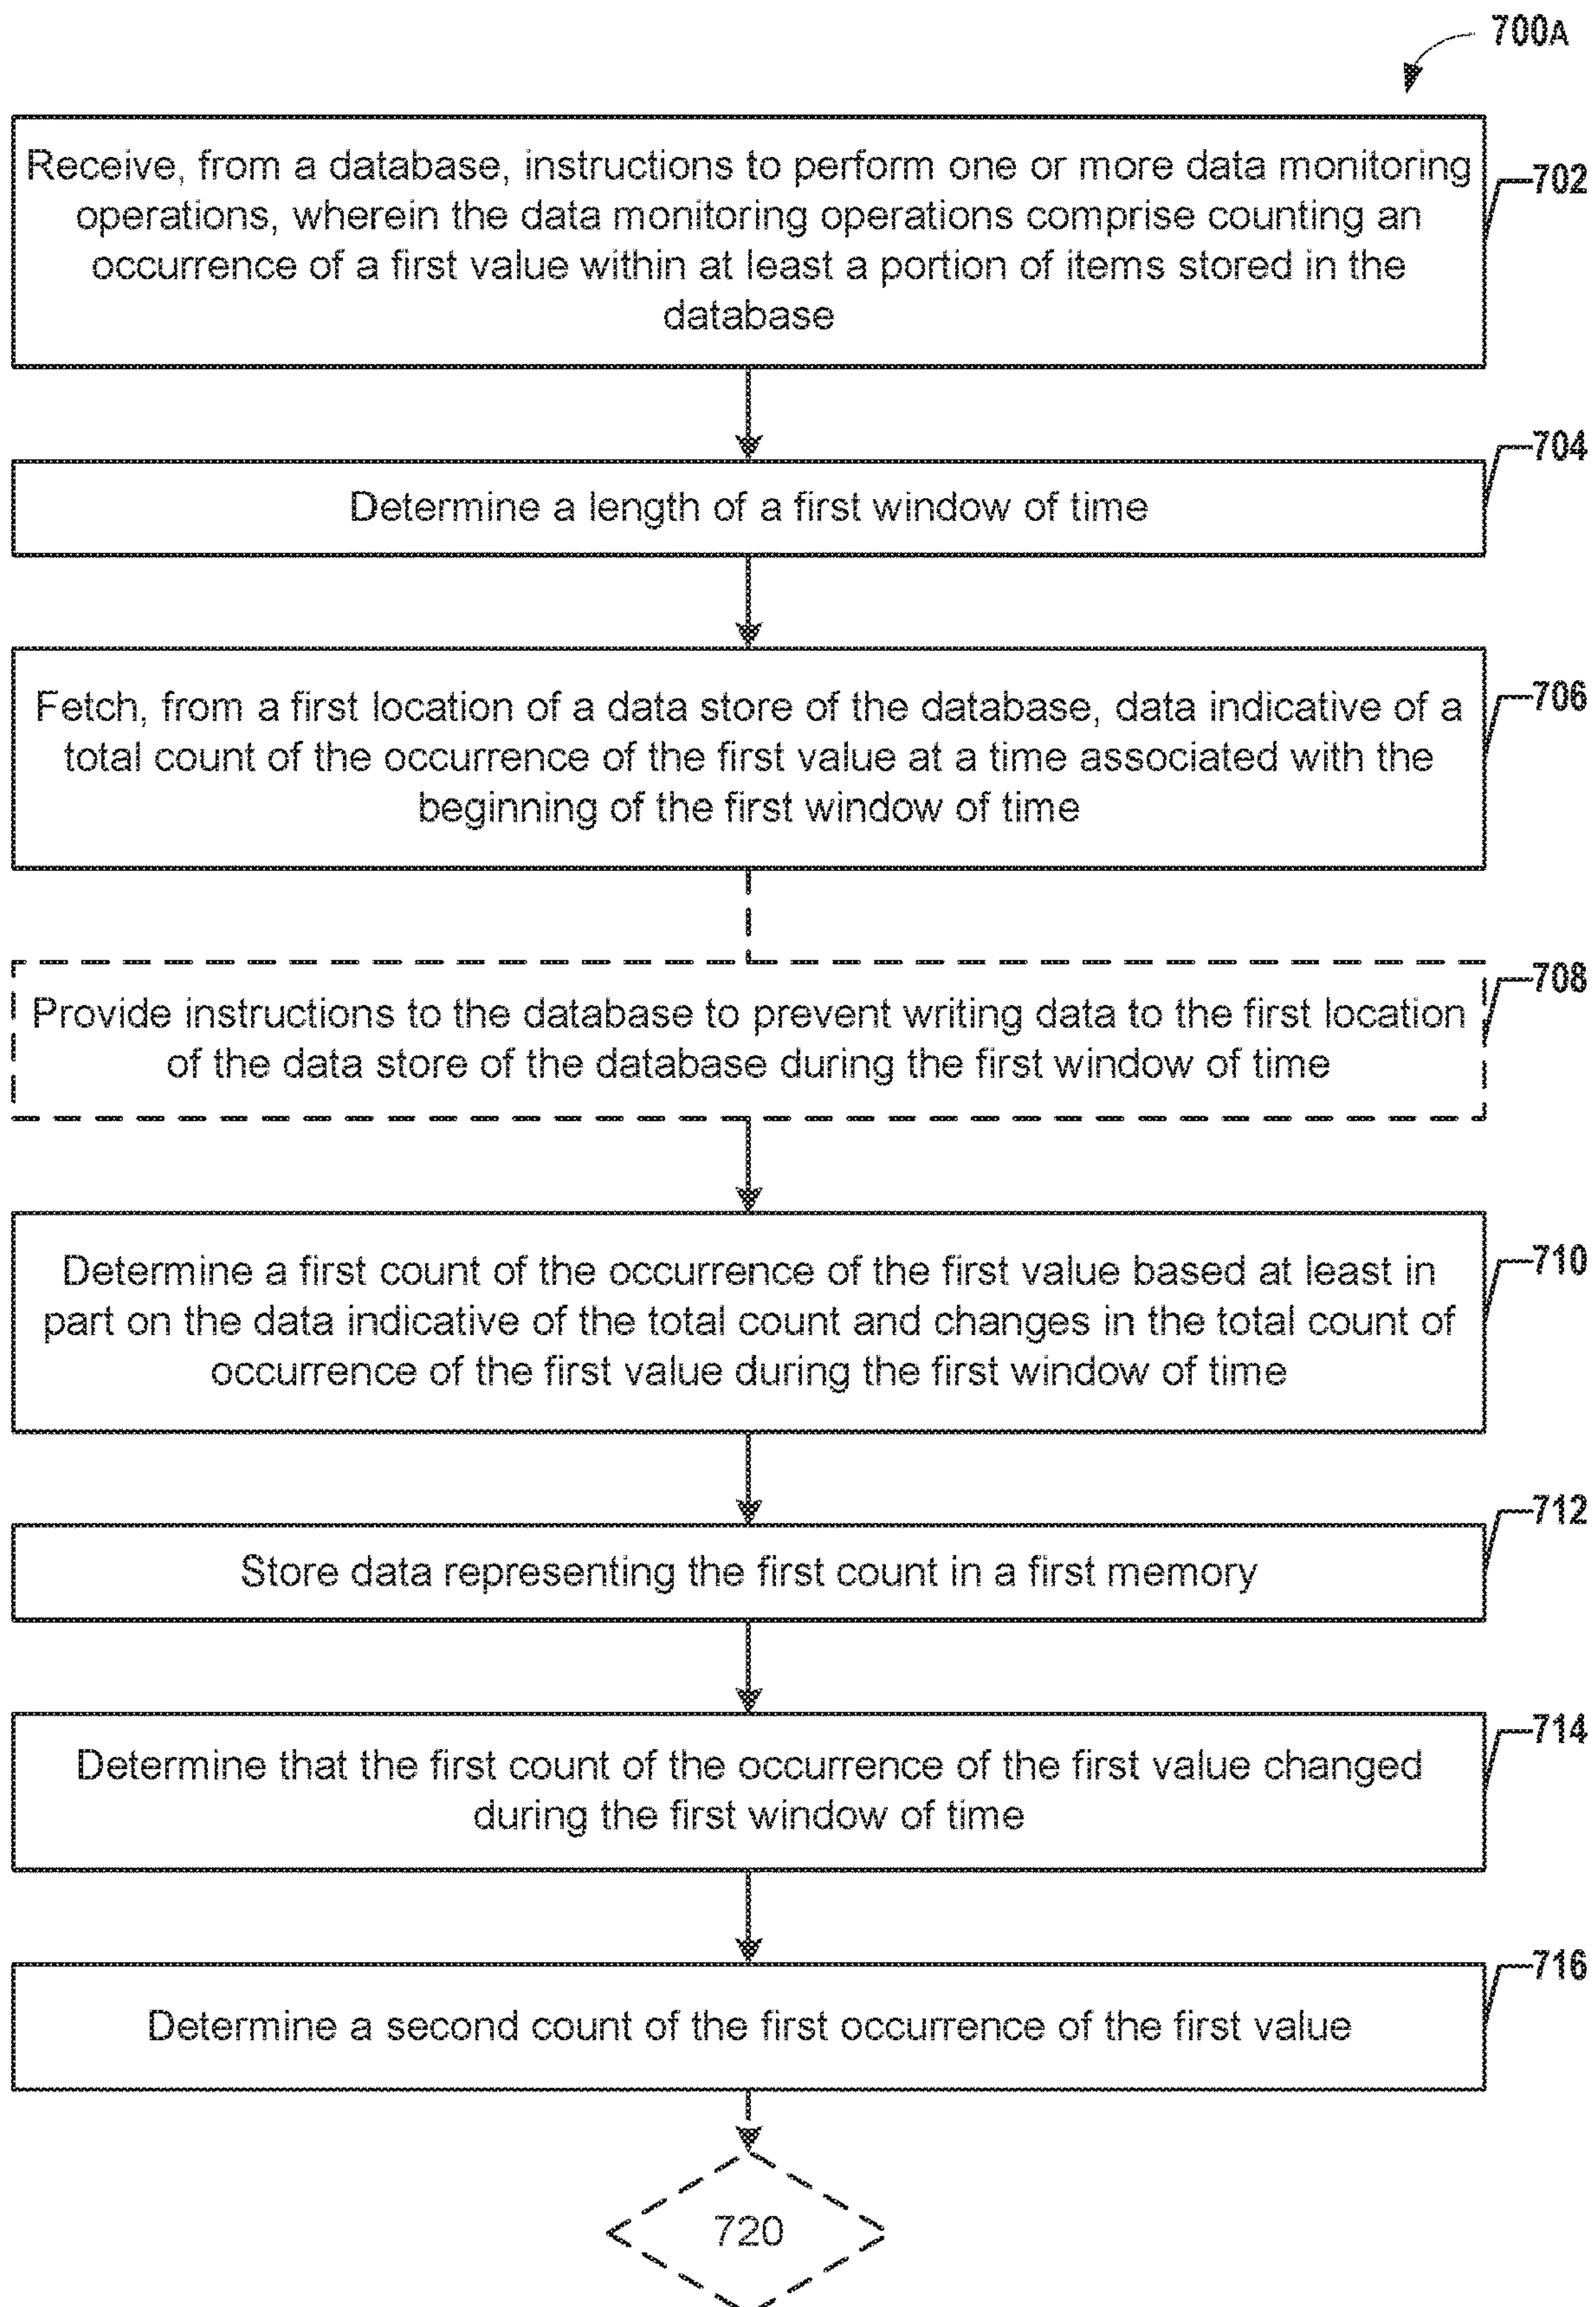 700A
Receive, from a database, instructions to perform one or more data monitoring
operations, wherein the data monitoring operations comprise counting an
occurrence of a first value within at least a portion of items stored in the
database
702
704
Determine a length of a first window of time
706
Fetch, from a first location of a data store of the database, data indicative of a
total count of the occurrence of the first value at a time associated with the
beginning of the first window of time
708
Provide instructions to the database to prevent writing data to the first location
of the data store of the database during the first window of time
710
Determine a first count of the occurrence of the first value based at least in
part on the data indicative of the total count and changes in the total count of
occurrence of the first value during the first window of time
712
Store data representing the first count in a first memory
714
Determine that the first count of the occurrence of the first value changed
during the first window of time
716
Determine a second count of the first occurrence of the first value
720